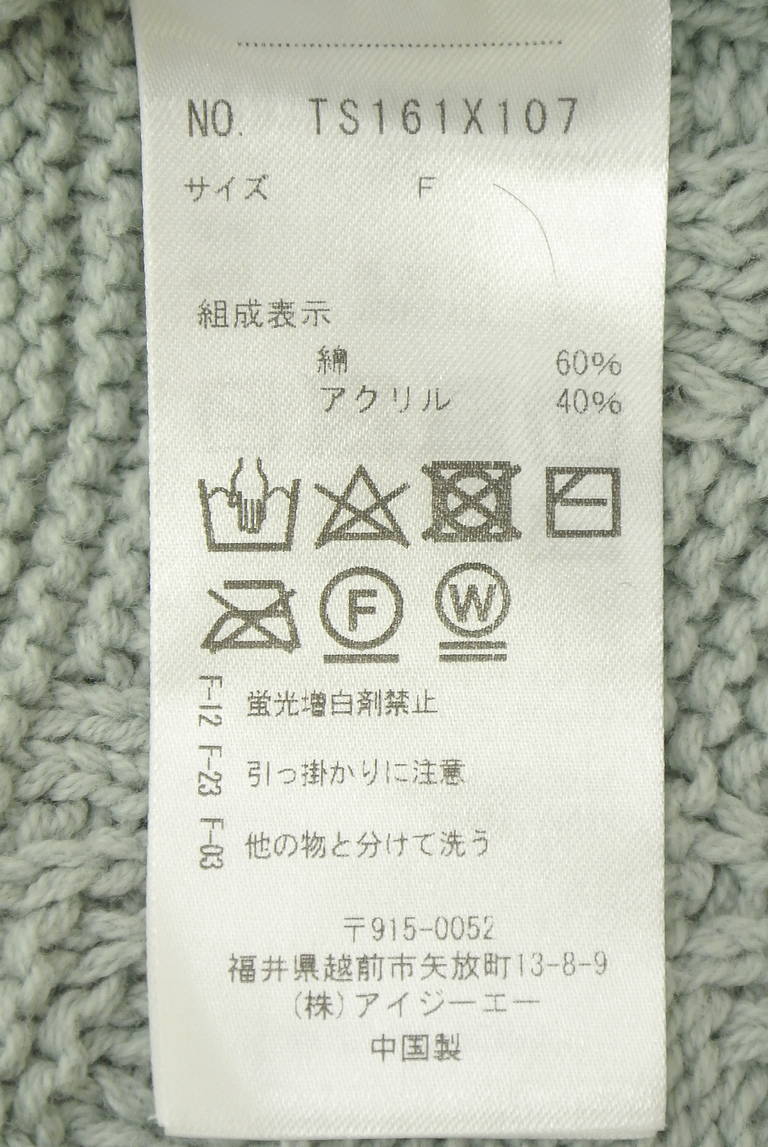 NO. TS161X107
サイズ F
組成表示
綿 60%
アクリル 40%
F
W
F-12 蛍光増白剤禁止
F-23 引っ掛かりに注意
F-03 他の物と分けて洗う
〒915-0052
福井県越前市矢放町13-8-9
(株)アイジーエー
中国製